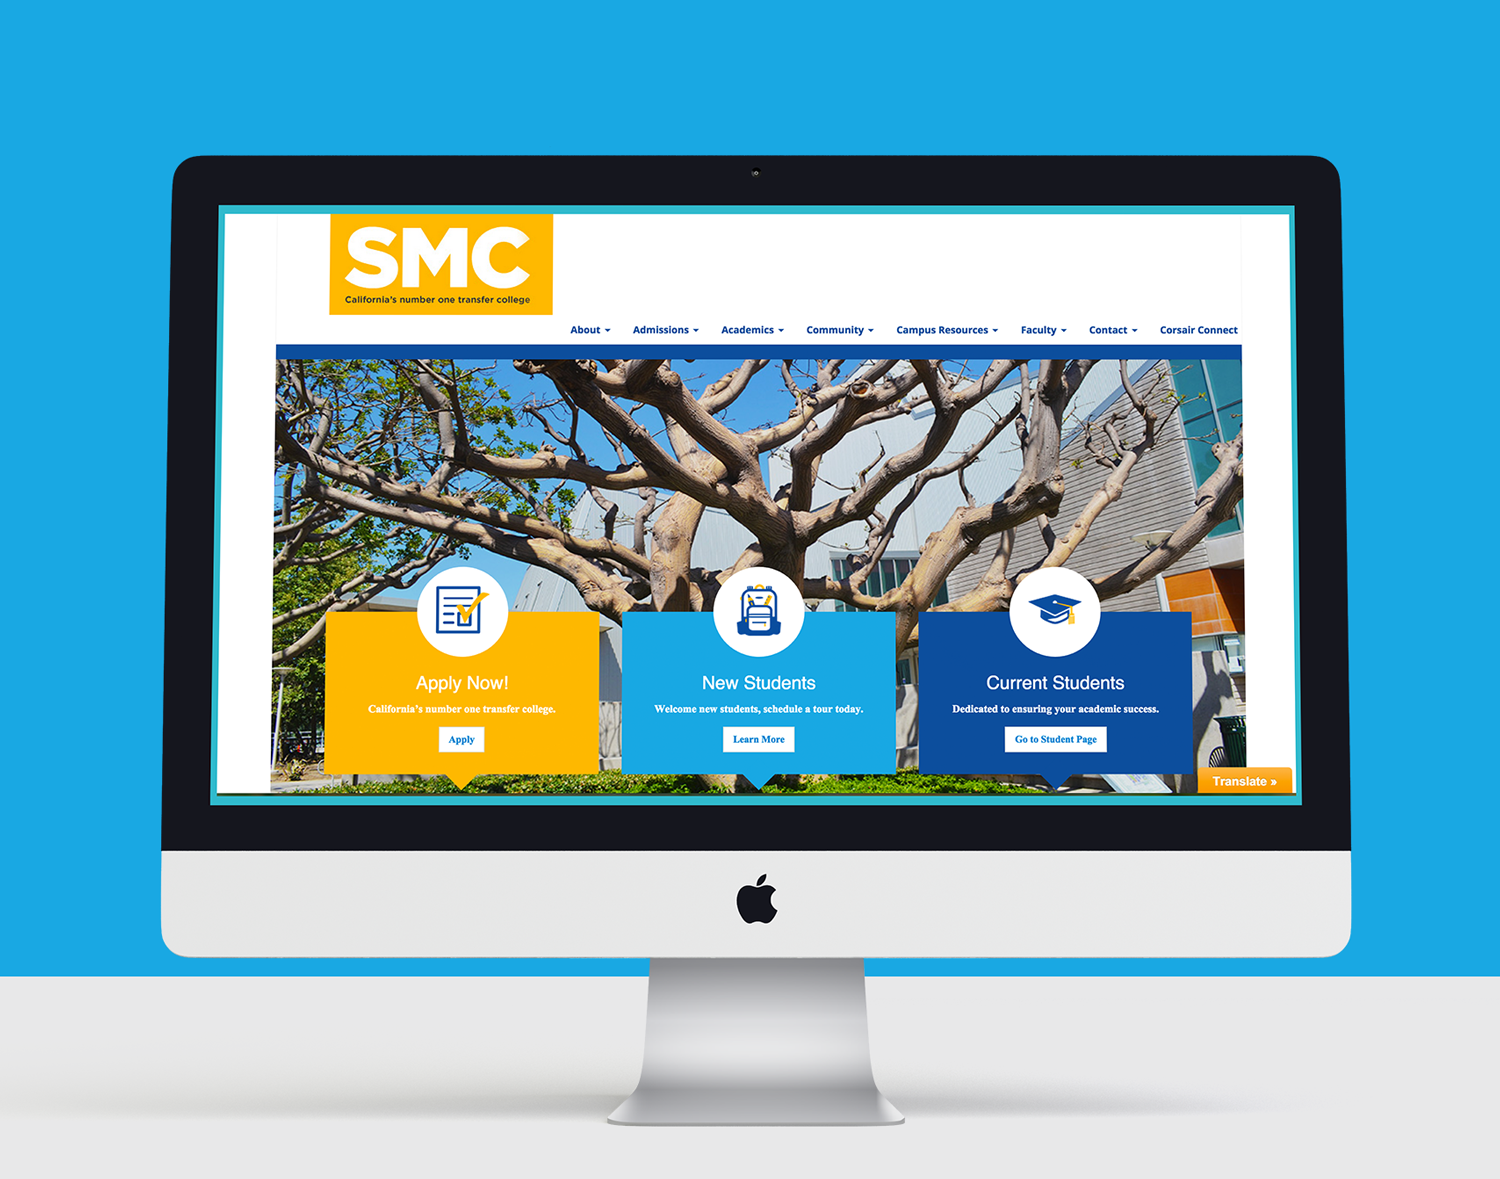 SMC
California's number one transfer college
About Admissions Academics Community Campus Resources Faculty Contact Corsair Connect
Apply Now!
California's number one transfer college.
Apply
New Students
Welcome new students, schedule a tour today.
Learn More
Current Students
Dedicated to ensuring your academic success.
Go to Student Page
Translate »